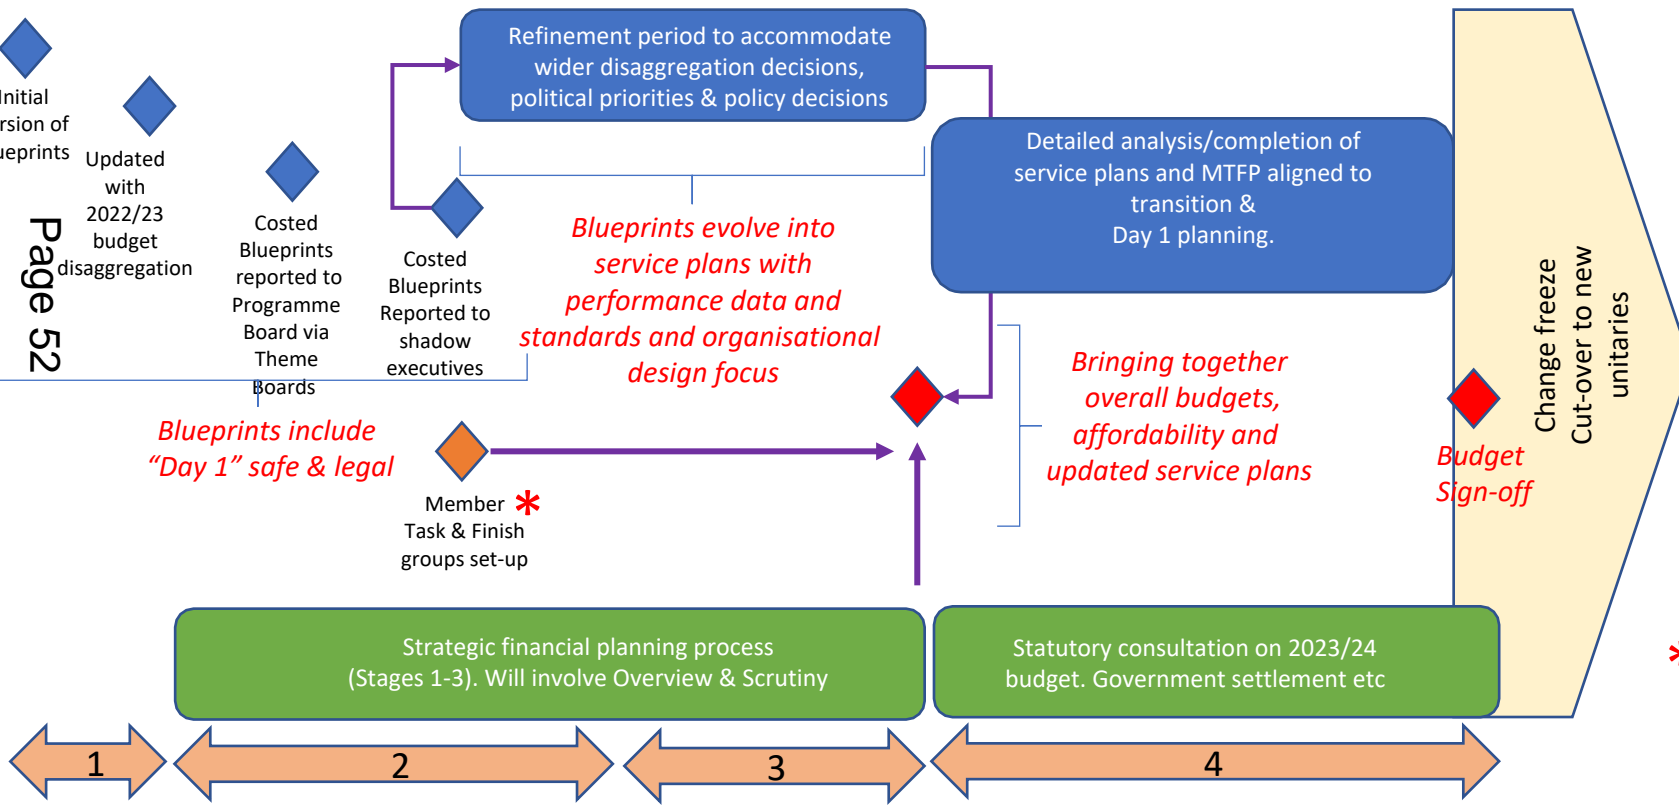 Initial
rsion of
ueprints
Updated
with
2022/23
budget
disaggregation
Page 52
Costed
Blueprints
reported to
Programme
Board via
Theme
Boards
Costed
Blueprints
Reported to
shadow
executives
Refinement period to accommodate
wider disaggregation decisions,
political priorities & policy decisions
Blueprints evolve into
service plans with
performance data and
standards and organisational
design focus
Detailed analysis/completion of
service plans and MTFP aligned to
transition &
Day 1 planning.
Blueprints include
“Day 1” safe & legal
Member *
Task & Finish
groups set-up
Bringing together
overall budgets,
affordability and
updated service plans
Budget
Sign-off
Change freeze
Cut-over to new
unitaries
*
Strategic financial planning process
(Stages 1-3). Will involve Overview & Scrutiny
Statutory consultation on 2023/24
budget. Government settlement etc
1
2
3
4